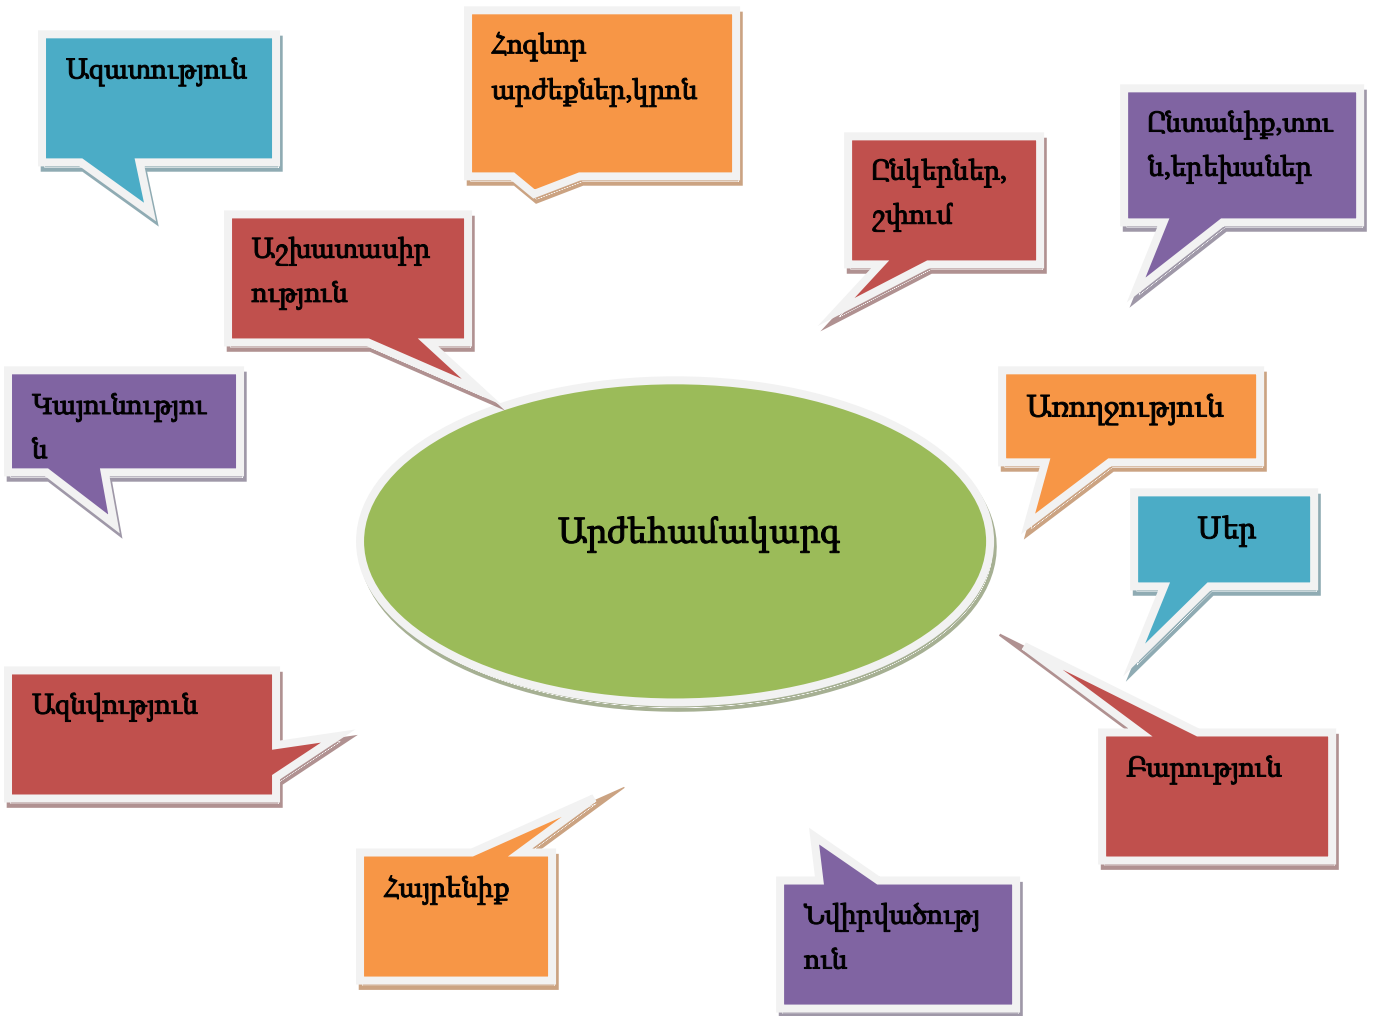 Ազատություն
Հոգևոր
արժեքներ,կրոն
Ընտանիք,տու
ն,երեխաներ
Ընկերներ,
շփում
Աշխատասիր
ություն
Կայունությու
ն
Առողջություն
Արժեհամակարգ
Սեր
Ազնվություն
Բարություն
Հայրենիք
Նվիրվածությ
ուն